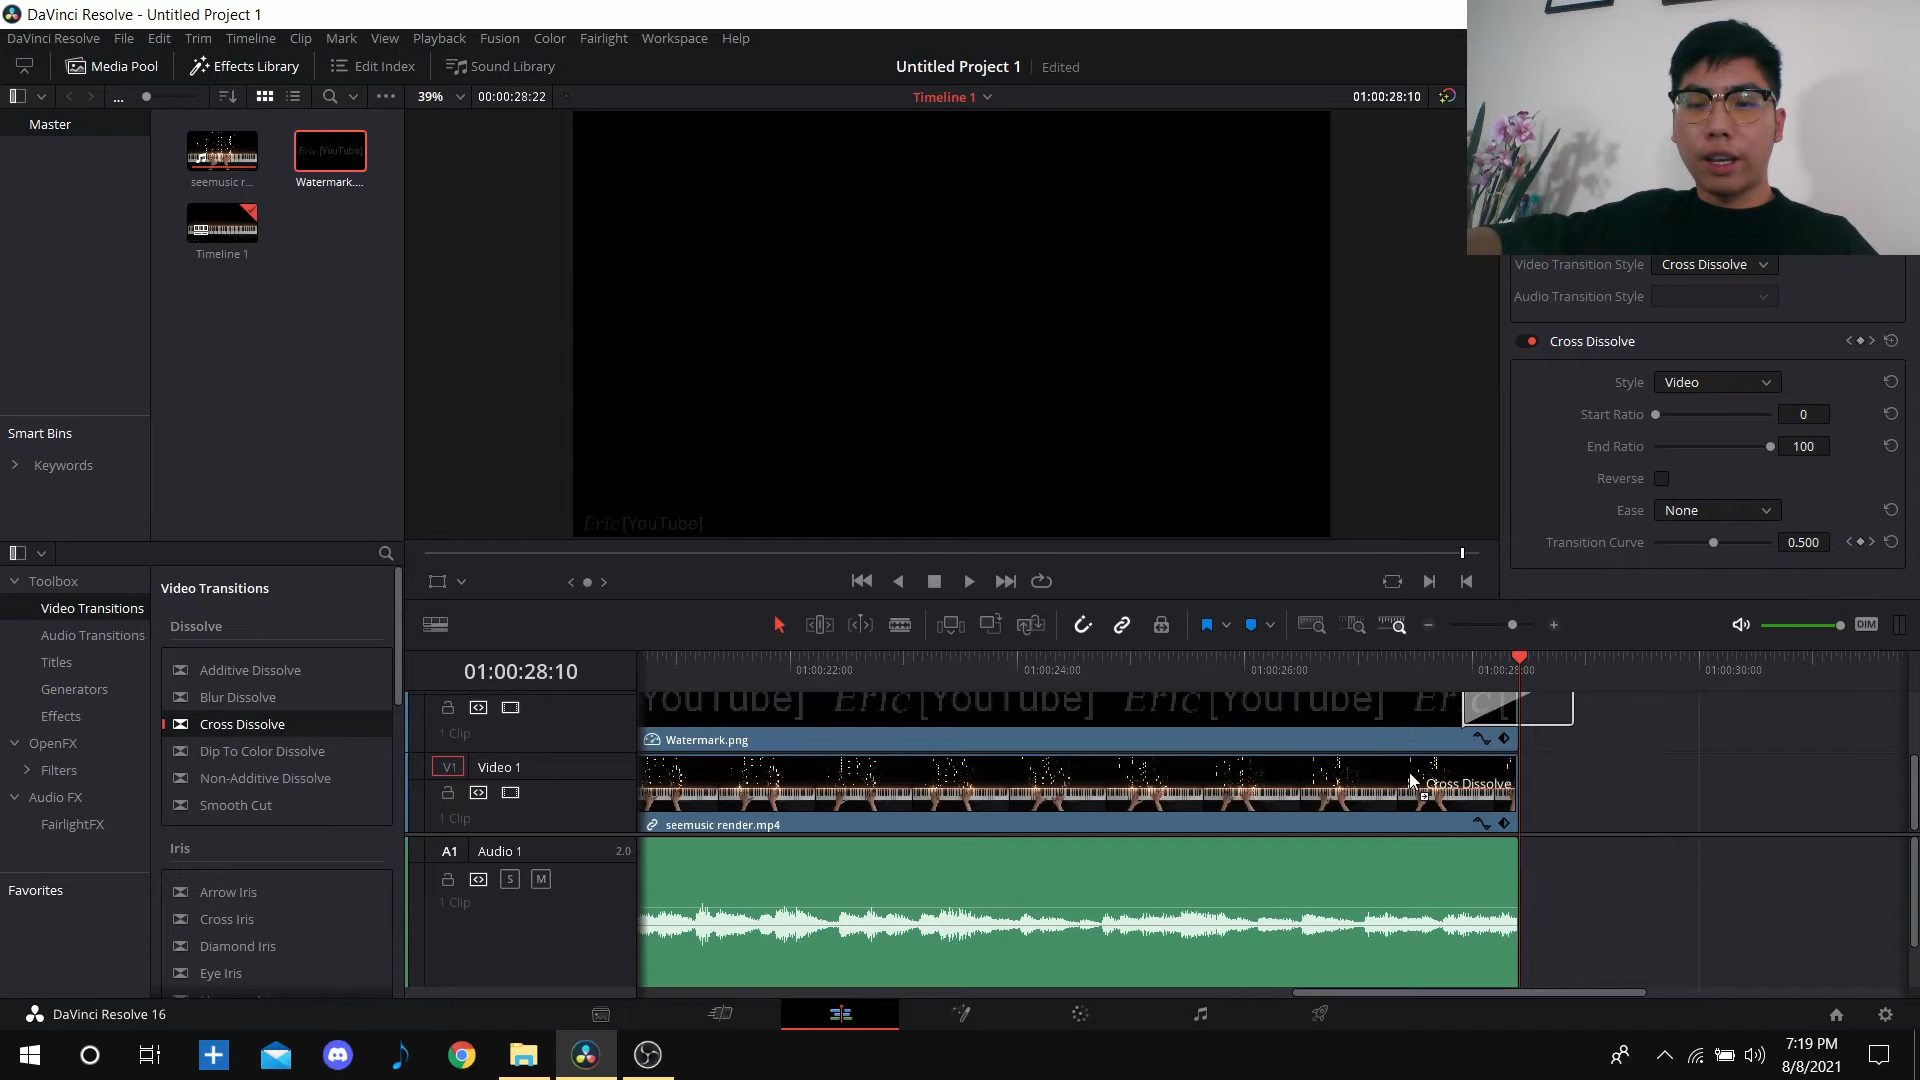 DaVinci Resolve - Untitled Project 1
DaVinci Resolve File Edit Trim Timeline Clip Mark View Playback Fusion Color Fairlight Workspace Help
Media Pool Effects Library Edit Index Sound Library Untitled Project 1 Edited
... 39% 00:00:28:22 Timeline 1 01:00:28:10
Master
Eric [YouTube]
seemusic r... Watermark....
Timeline 1
Video Transition Style Cross Dissolve
Audio Transition Style
Cross Dissolve
Style Video
Start Ratio 0
End Ratio 100
Reverse
Ease None
Transition Curve 0.500
Smart Bins
Keywords
Eric [YouTube]
Toolbox
Video Transitions
Audio Transitions
Titles
Generators
Effects
OpenFX
Filters
Audio FX
FairlightFX
Favorites
Video Transitions
Dissolve
Additive Dissolve
Blur Dissolve
Cross Dissolve
Dip To Color Dissolve
Non-Additive Dissolve
Smooth Cut
Iris
Arrow Iris
Cross Iris
Diamond Iris
Eye Iris
DIM
01:00:28:10 01:00:22:00 01:00:24:00 01:00:26:00 01:00:28:00 01:00:30:00
YouTube] Eric [YouTube] Eric [YouTube] Eric [
1 Clip
Watermark.png
V1 Video 1
Cross Dissolve
1 Clip
seemusic render.mp4
A1 Audio 1 2.0
S M
1 Clip
DaVinci Resolve 16
7:19 PM
8/8/2021